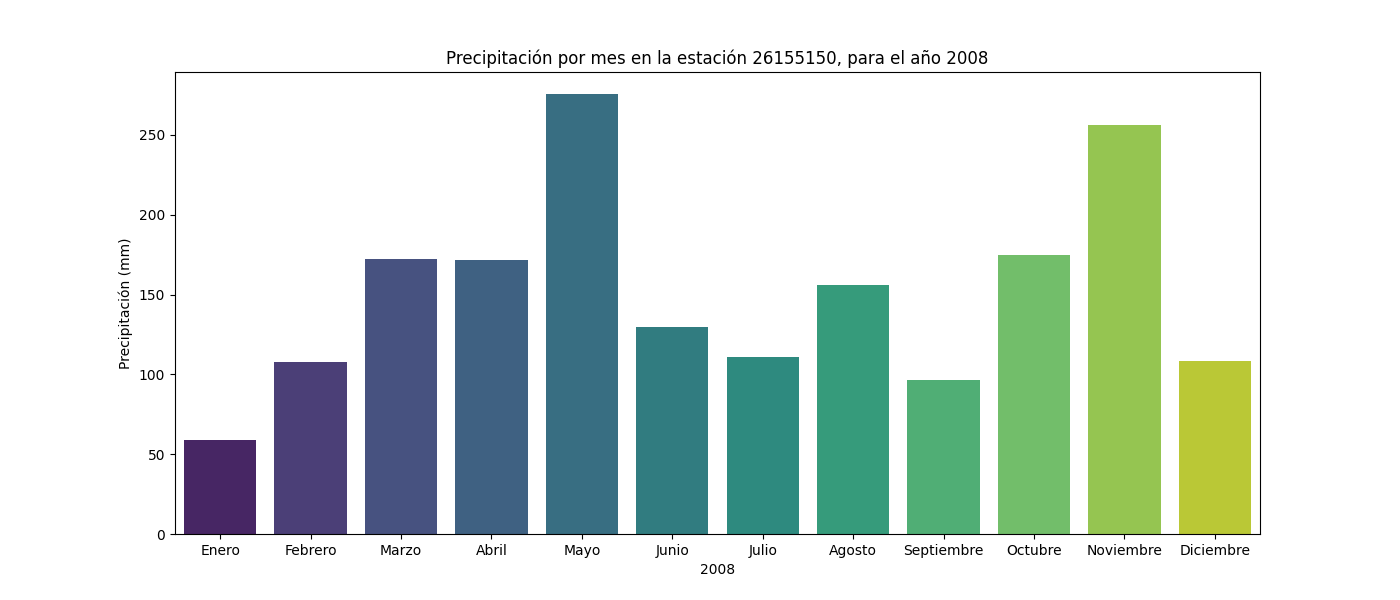 Precipitación por mes en la estación 26155150, para el año 2008
Precipitación (mm)
250
200
150
100
50
0
Enero Febrero Marzo Abril Mayo Junio Julio Agosto Septiembre Octubre Noviembre Diciembre
2008